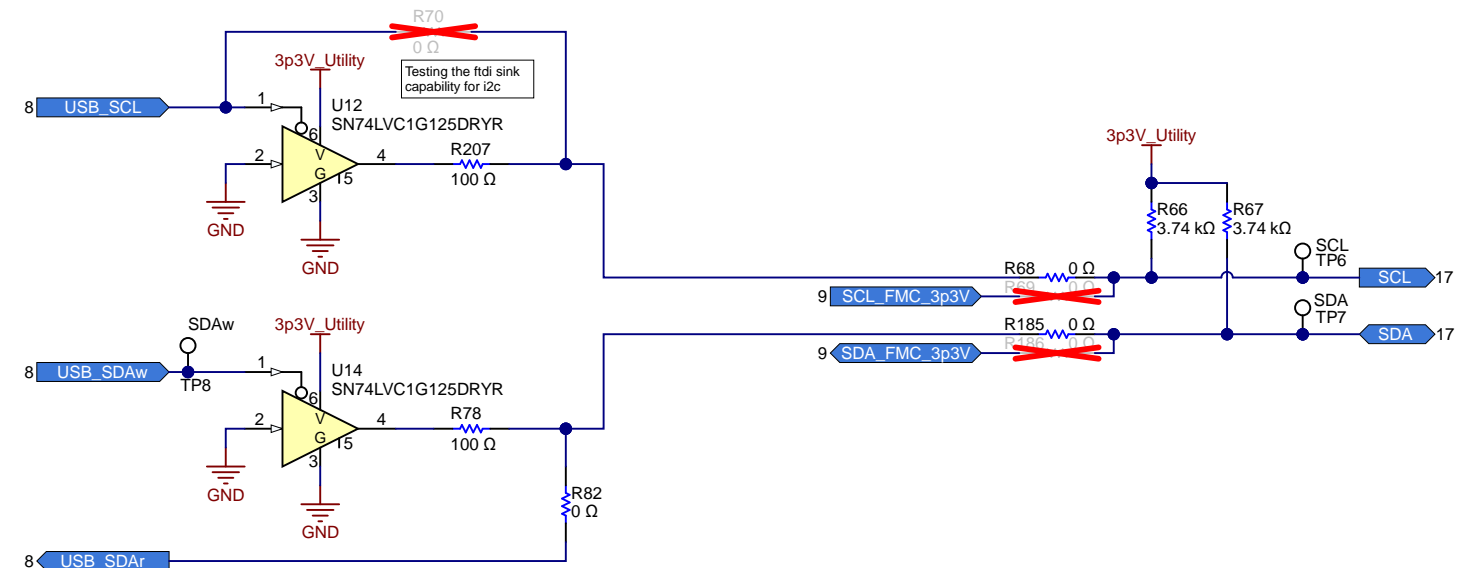 R70
0 Ω
3p3V_Utility
Testing the ftdi sink
capability for i2c
8 USB_SCL
1
U12
SN74LVC1G125DRYR
6
V
2
4
R207
G
15
100 Ω
3
GND
GND
3p3V_Utility
R66
3.74 kΩ
R67
3.74 kΩ
SCL
TP6
R68 0 Ω
SCL 17
9 SCL_FMC_3p3V
R69 0 Ω
SDAw
3p3V_Utility
SDA
TP7
R185 0 Ω
SDA 17
9 SDA_FMC_3p3V
R186 0 Ω
8 USB_SDAw
TP8
1
U14
SN74LVC1G125DRYR
6
V
2
4
R78
G
15
100 Ω
3
GND
GND
R82
0 Ω
8 USB_SDAr